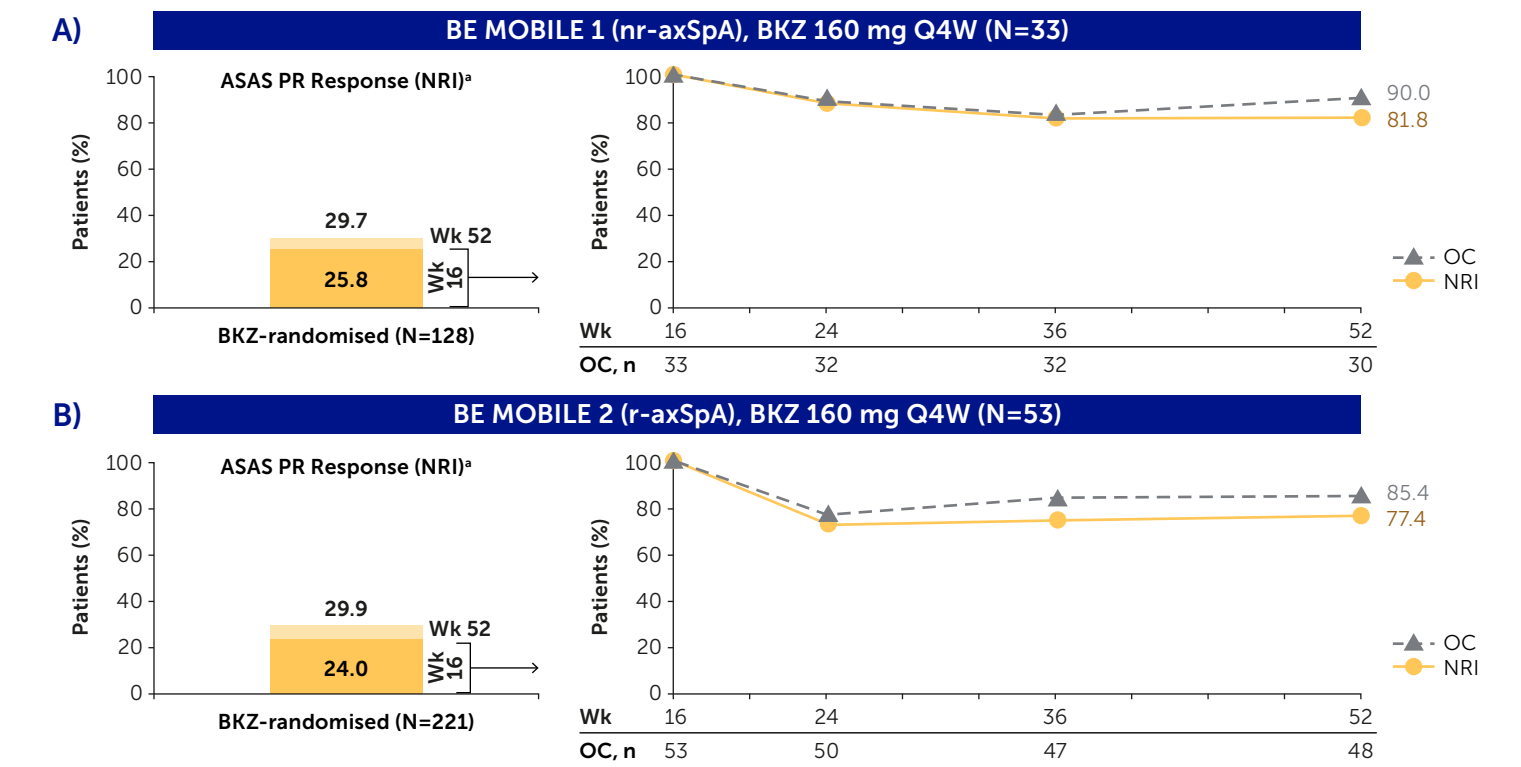 A)
BE MOBILE 1 (nr-axSpA), BKZ 160 mg Q4W (N=33)
ASAS PR Response (NRI)ᵃ
Patients (%)
100
80
60
40
20
0
29.7
25.8
Wk 52
Wk 16
BKZ-randomised (N=128)
Patients (%)
100
80
60
40
20
0
90.0
81.8
OC
NRI
Wk 16 24 36 52
OC, n 33 32 32 30
B)
BE MOBILE 2 (r-axSpA), BKZ 160 mg Q4W (N=53)
ASAS PR Response (NRI)ᵃ
Patients (%)
100
80
60
40
20
0
29.9
24.0
Wk 52
Wk 16
BKZ-randomised (N=221)
Patients (%)
100
80
60
40
20
0
85.4
77.4
OC
NRI
Wk 16 24 36 52
OC, n 53 50 47 48